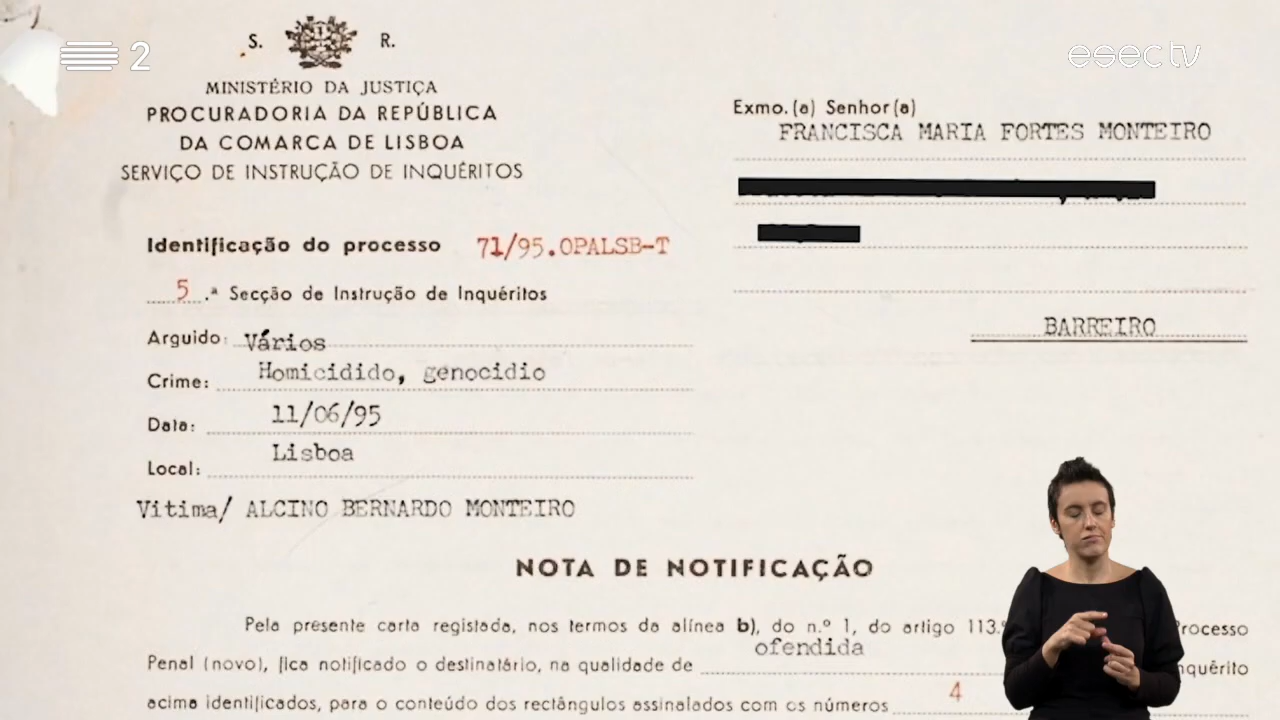 2
esectv
S. R.
MINISTÉRIO DA JUSTIÇA
PROCURADORIA DA REPÚBLICA
DA COMARCA DE LISBOA
SERVIÇO DE INSTRUÇÃO DE INQUÉRITOS
Exmo. (a) Senhor (a)
FRANCISCA MARIA FORTES MONTEIRO
BARREIRO
Identificação do processo 71/95.OPALSB-T
5.ª Secção de Instrução de Inquéritos
Arguido: Vários
Crime: Homicidido, genocidio
Data: 11/06/95
Local: Lisboa
Vitima/ ALCINO BERNARDO MONTEIRO
NOTA DE NOTIFICAÇÃO
Pela presente carta registada, nos termos da alínea b), do n.º 1, do artigo 113.º Processo
Penal (novo), fica notificado o destinatário, na qualidade de ofendida nquérito
acima identificados, para o conteúdo dos rectângulos assinalados com os números 4